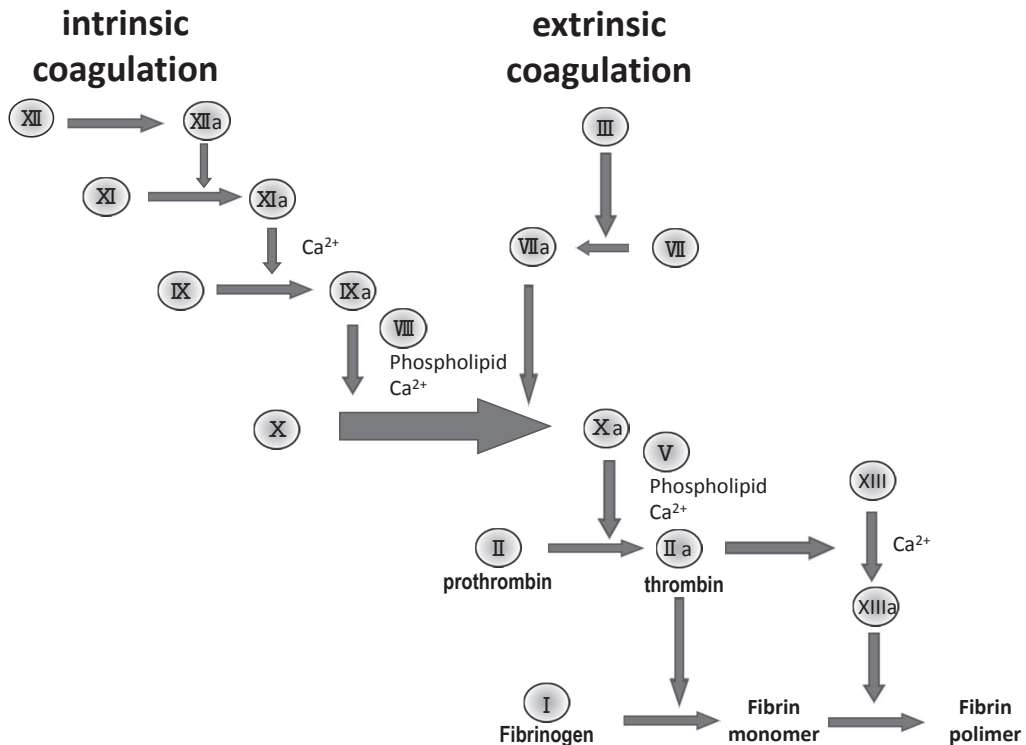 intrinsic
coagulation
extrinsic
coagulation
XII
XIIa
III
XI
XIa
Ca²⁺
VIIa
VII
IX
IXa
VIII
Phospholipid
Ca²⁺
X
Xa
V
Phospholipid
Ca²⁺
XIII
II
prothrombin
IIa
thrombin
Ca²⁺
XIIIa
I
Fibrinogen
Fibrin
monomer
Fibrin
polimer